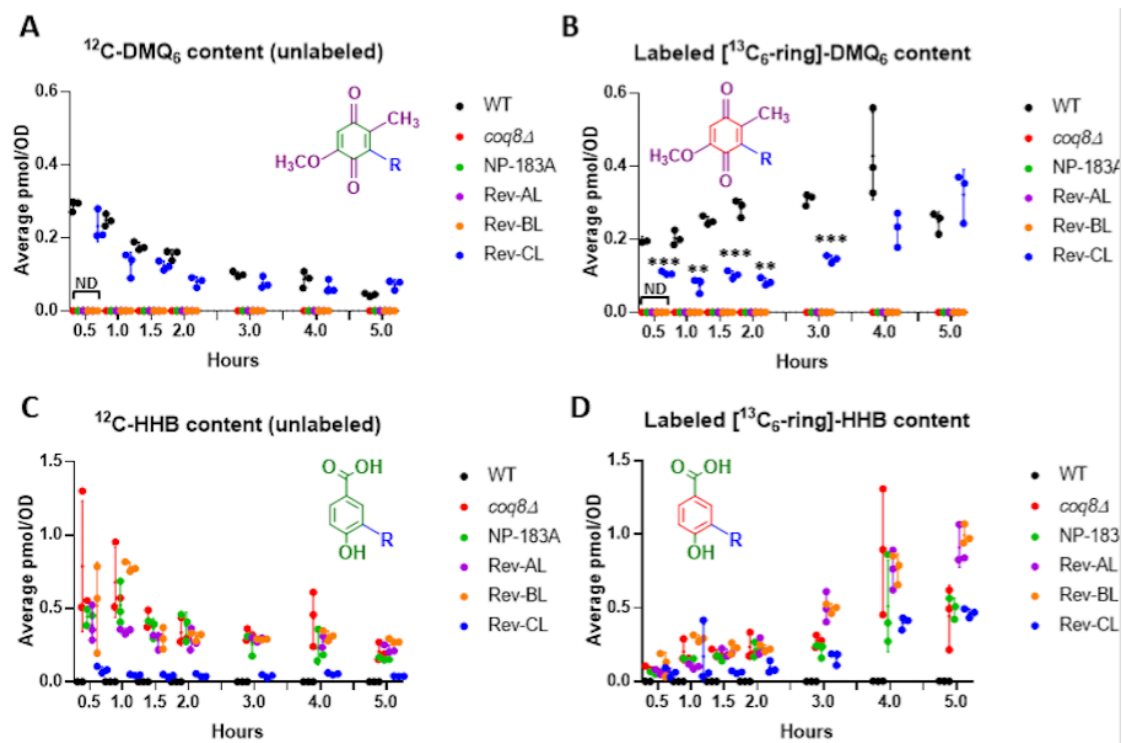 A
¹²C-DMQ₆ content (unlabeled)
Average pmol/OD
0.6
0.4
0.2
0.0
ND
O
CH₃
H₃CO
R
O
WT
coq8Δ
NP-183A
Rev-AL
Rev-BL
Rev-CL
0.5 1.0 1.5 2.0 3.0 4.0 5.0
Hours
B
Labeled [¹³C₆-ring]-DMQ₆ content
Average pmol/OD
0.6
0.4
0.2
0.0
O
CH₃
H₃CO
R
O
*** ** *** ** ***
ND
WT
coq8Δ
NP-183A
Rev-AL
Rev-BL
Rev-CL
0.5 1.0 1.5 2.0 3.0 4.0 5.0
Hours
C
¹²C-HHB content (unlabeled)
Average pmol/OD
1.5
1.0
0.5
0.0
O OH
R
OH
WT
coq8Δ
NP-183A
Rev-AL
Rev-BL
Rev-CL
0.5 1.0 1.5 2.0 3.0 4.0 5.0
Hours
D
Labeled [¹³C₆-ring]-HHB content
Average pmol/OD
1.5
1.0
0.5
0.0
O OH
R
OH
WT
coq8Δ
NP-183
Rev-AL
Rev-BL
Rev-CL
0.5 1.0 1.5 2.0 3.0 4.0 5.0
Hours